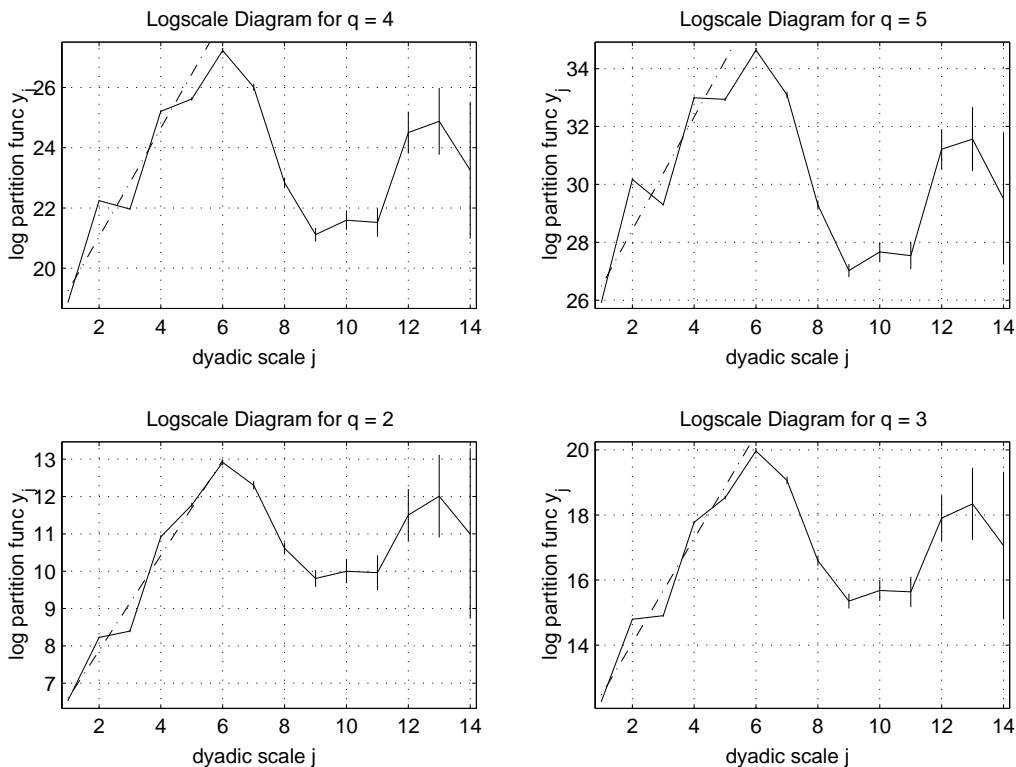 Logscale Diagram for q = 4
log partition func y_j
26
24
22
20
2 4 6 8 10 12 14
dyadic scale j
Logscale Diagram for q = 5
log partition func y_j
34
32
30
28
26
2 4 6 8 10 12 14
dyadic scale j
Logscale Diagram for q = 2
log partition func y_j
13
12
11
10
9
8
7
2 4 6 8 10 12 14
dyadic scale j
Logscale Diagram for q = 3
log partition func y_j
20
18
16
14
2 4 6 8 10 12 14
dyadic scale j